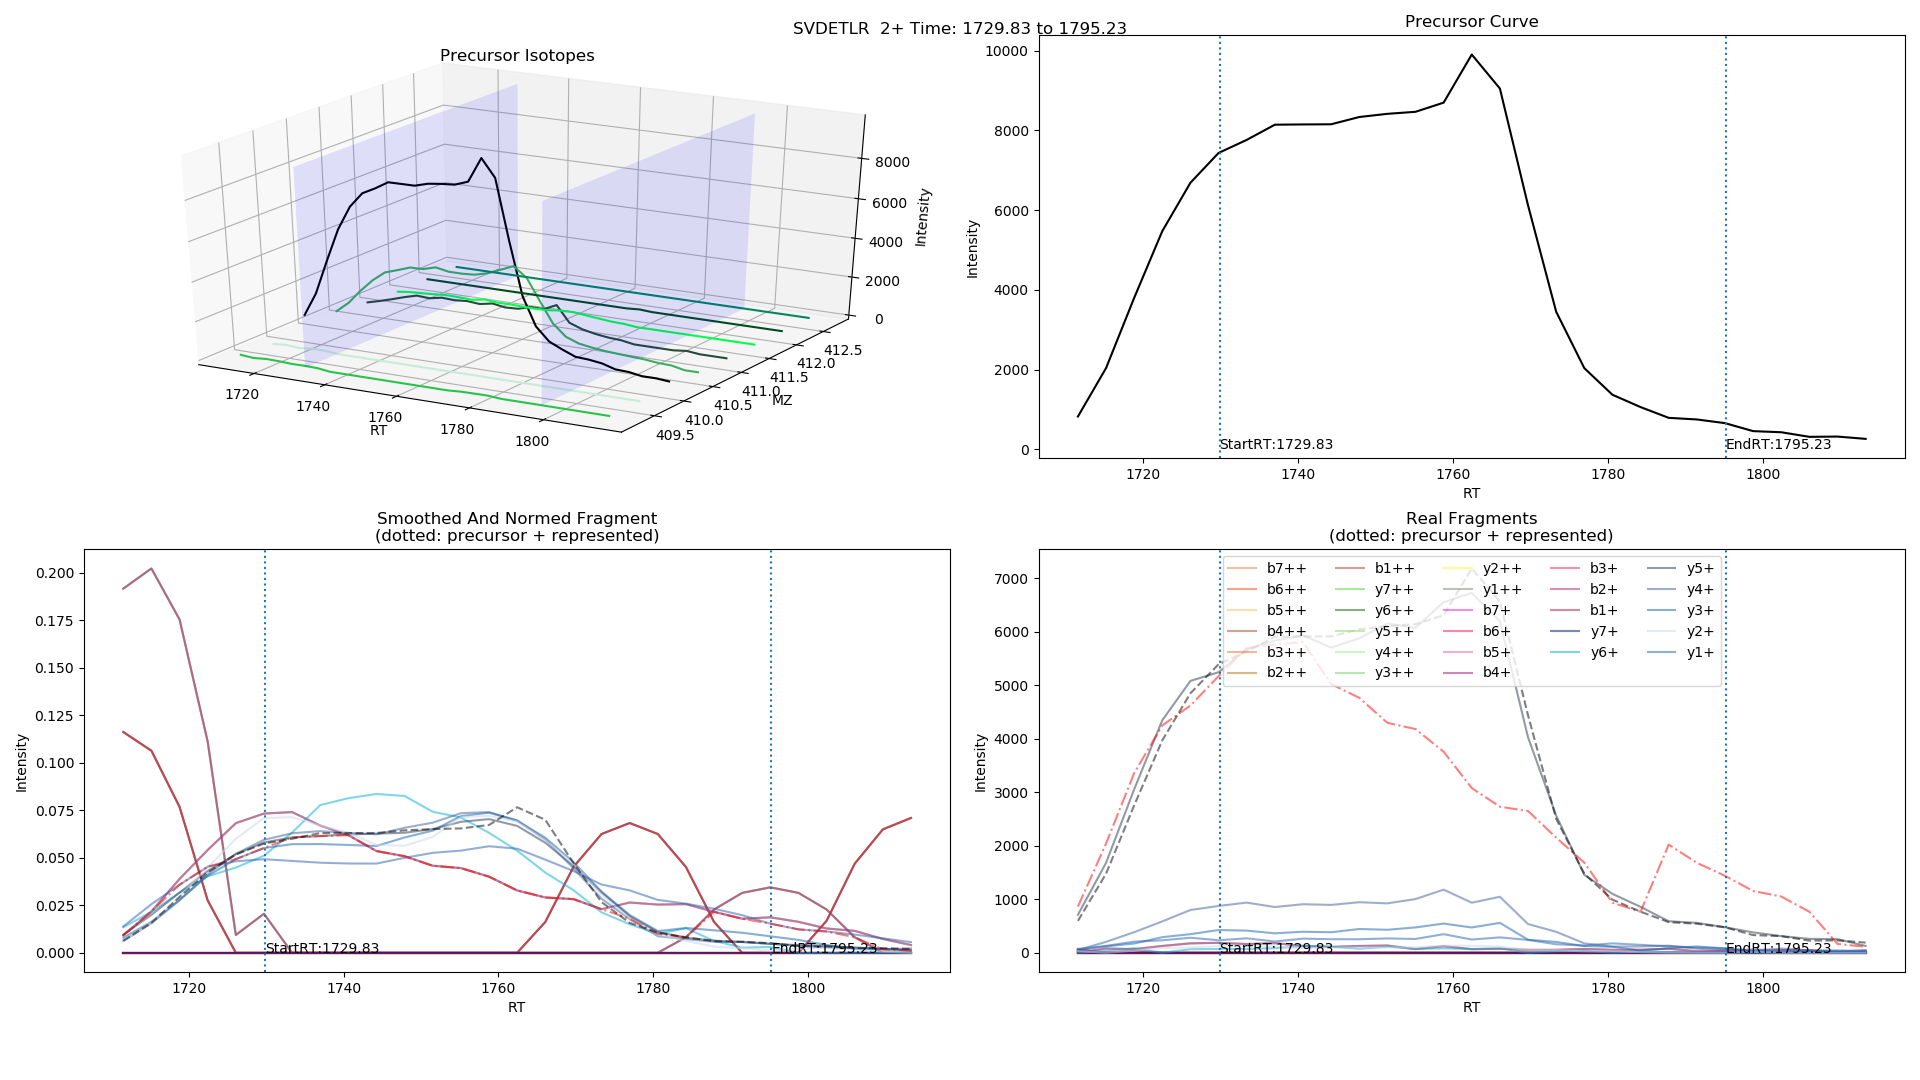 SVDETLR  2+ Time: 1729.83 to 1795.23
Precursor Isotopes
8000
6000
4000
2000
0
Intensity
1720
1740
1760
1780
1800
RT
409.5
410.0
410.5
411.0
411.5
412.0
412.5
MZ
Precursor Curve
10000
8000
6000
4000
2000
0
Intensity
StartRT:1729.83
EndRT:1795.23
1720
1740
1760
1780
1800
RT
Smoothed And Normed Fragment
(dotted: precursor + represented)
0.200
0.175
0.150
0.125
0.100
0.075
0.050
0.025
0.000
Intensity
StartRT:1729.83
EndRT:1795.23
1720
1740
1760
1780
1800
RT
Real Fragments
(dotted: precursor + represented)
7000
6000
5000
4000
3000
2000
1000
0
Intensity
b7++
b6++
b5++
b4++
b3++
b2++
b1++
y7++
y6++
y5++
y4++
y3++
y2++
y1++
b7+
b6+
b5+
b4+
b3+
b2+
b1+
y7+
y6+
y5+
y4+
y3+
y2+
y1+
StartRT:1729.83
EndRT:1795.23
1720
1740
1760
1780
1800
RT